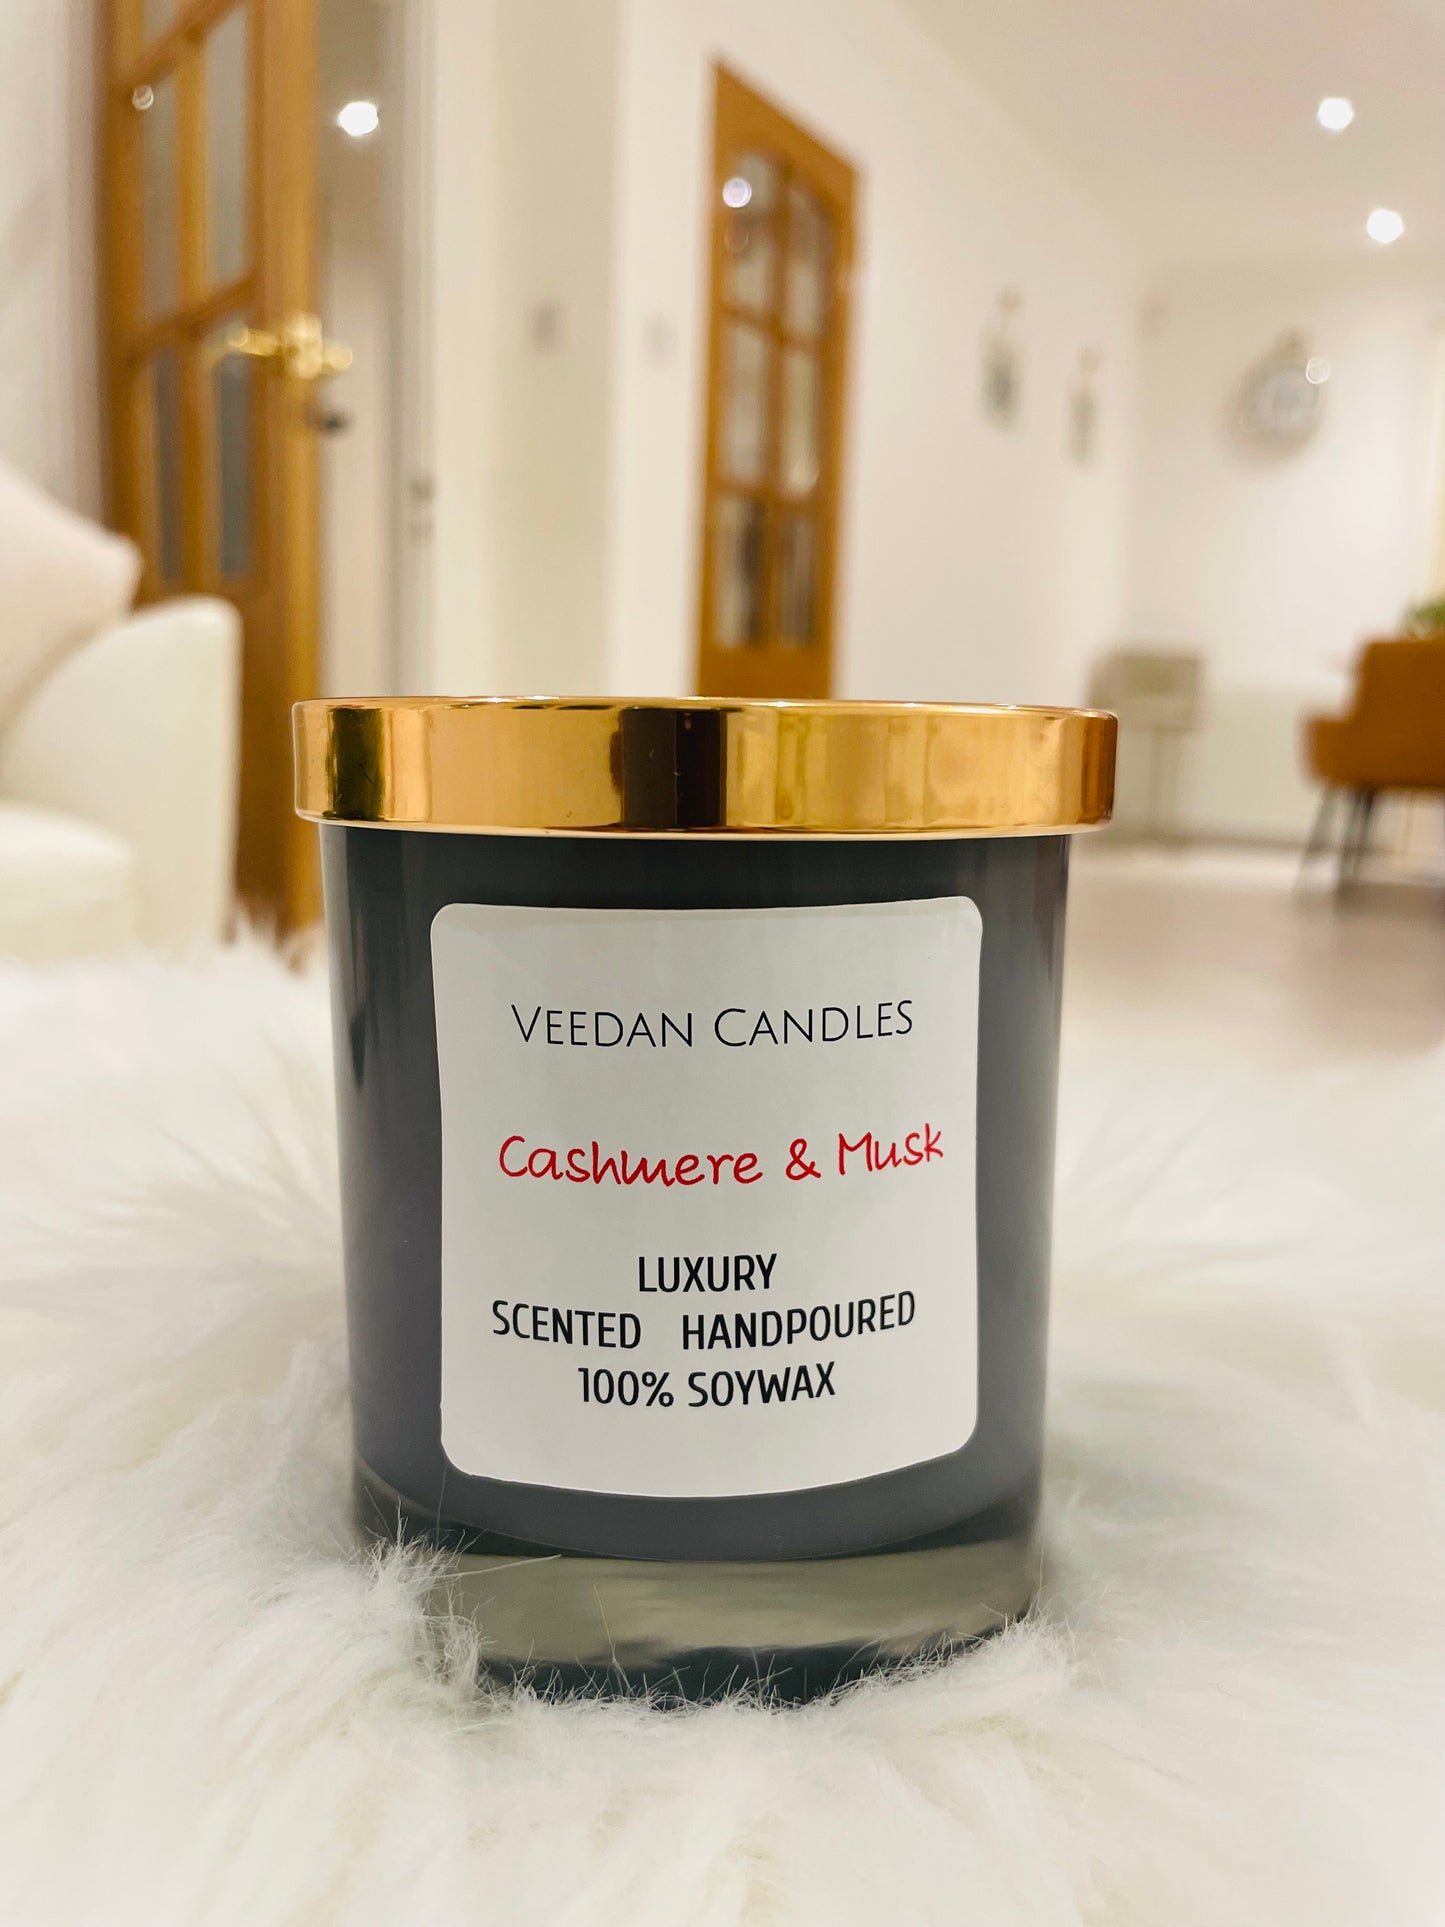 VEEDAN CANDLES
Cashmere & Musk
LUXURY
SCENTED HANDPOURED
100% SOYWAX